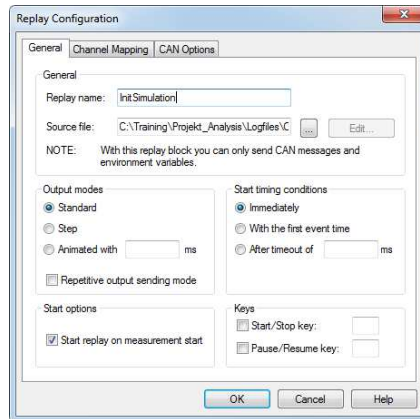 Replay Configuration
General Channel Mapping CAN Options
General
Replay name: InitSimulation
Source file: C:\Training\Projekt_Analysis\Logfiles\C ... Edit...
NOTE: With this replay block you can only send CAN messages and
environment variables.
Output modes
Standard
Step
Animated with ms
Repetitive output sending mode
Start timing conditions
Immediately
With the first event time
After timeout of ms
Start options
Start replay on measurement start
Keys
Start/Stop key:
Pause/Resume key:
OK Cancel Help